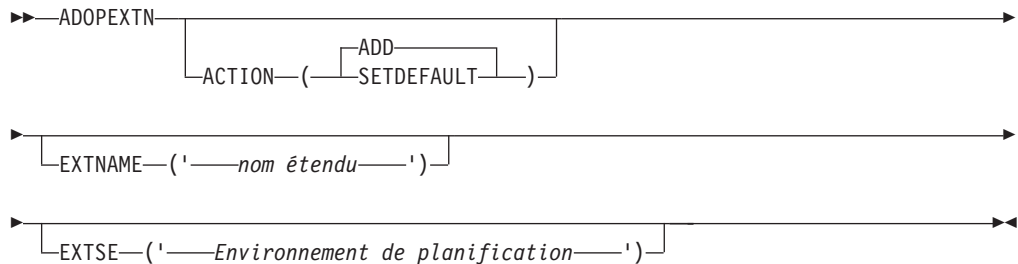 ADOPEXTN
ADD
ACTION ( SETDEFAULT )
EXTNAME (' nom étendu ')
EXTSE (' Environnement de planification ')